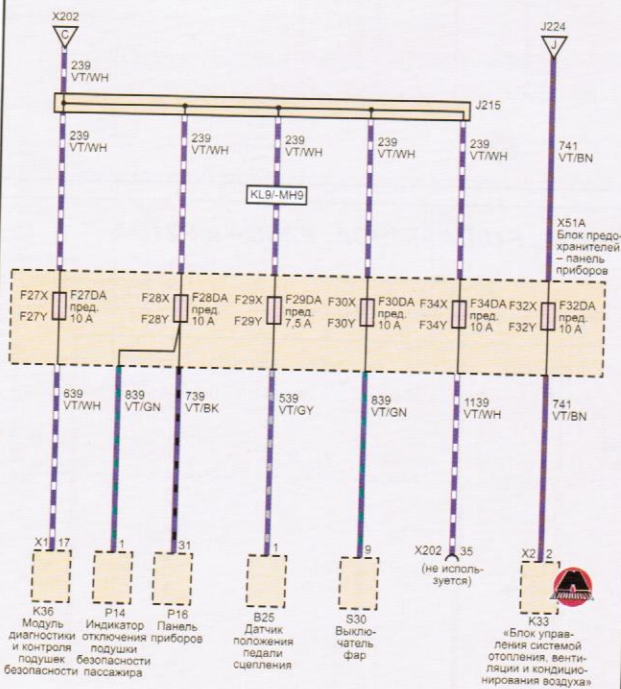 X202
J224
C
J
239
VT/WH
J215
239
VT/WH
239
VT/WH
239
VT/WH
239
VT/WH
239
VT/WH
741
VT/BN
KL9/-MH9
X51A
Блок предо-
хранителей
– панель
приборов
F27X
F27Y
F27DA
пред.
10 А
F28X
F28Y
F28DA
пред.
10 А
F29X
F29Y
F29DA
пред.
7,5 А
F30X
F30Y
F30DA
пред.
10 А
F34X
F34Y
F34DA
пред.
10 А
F32X
F32Y
F32DA
пред.
10 А
639
VT/WH
839
VT/GN
739
VT/BK
539
VT/GY
839
VT/GN
1139
VT/WH
741
VT/BN
X1 17
1
31
1
9
X202 35
(не исполь-
зуется)
X2 2
K36
Модуль
диагностики
и контроля
подушек
безопасности
P14
Индикатор
отключения
подушки
безопасности
пассажира
P16
Панель
приборов
B25
Датчик
положения
педали
сцепления
S30
Выклю-
чатель
фар
K33
«Блок управ-
ления системой
отопления, венти-
ляции и кондицио-
нирования воздуха»